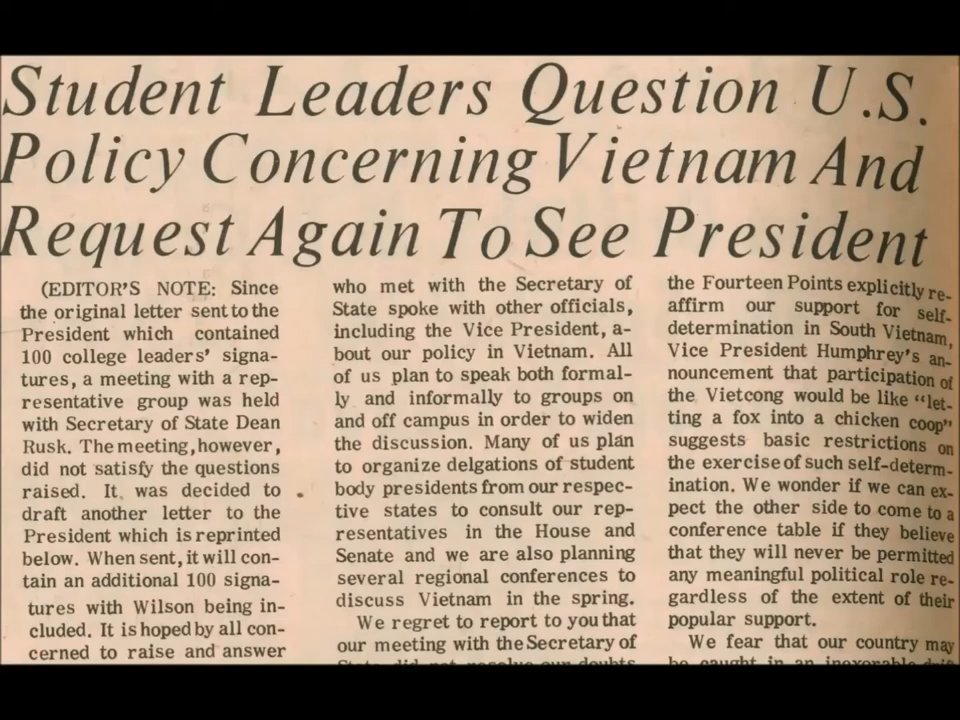 Student Leaders Question U.S.
Policy Concerning Vietnam And
Request Again To See President
(EDITOR'S NOTE: Since
the original letter sent to the
President which contained
100 college leaders' signa-
tures, a meeting with a rep-
resentative group was held
with Secretary of State Dean
Rusk. The meeting, however,
did not satisfy the questions
raised. It was decided to
draft another letter to the
President which is reprinted
below. When sent, it will con-
tain an additional 100 signa-
tures with Wilson being in-
cluded. It is hoped by all con-
cerned to raise and answer
who met with the Secretary of
State spoke with other officials,
including the Vice President, a-
bout our policy in Vietnam. All
of us plan to speak both formal-
ly and informally to groups on
and off campus in order to widen
the discussion. Many of us plan
to organize delgations of student
body presidents from our respec-
tive states to consult our rep-
resentatives in the House and
Senate and we are also planning
several regional conferences to
discuss Vietnam in the spring.
We regret to report to you that
our meeting with the Secretary of
State did not resolve our doubts
the Fourteen Points explicitly re-
affirm our support for self-
determination in South Vietnam,
Vice President Humphrey's an-
nouncement that participation of
the Vietcong would be like "let-
ting a fox into a chicken coop"
suggests basic restrictions on
the exercise of such self-determ-
ination. We wonder if we can ex-
pect the other side to come to a
conference table if they believe
that they will never be permitted
any meaningful political role re-
gardless of the extent of their
popular support.
We fear that our country may
be caught in an inexorable drift